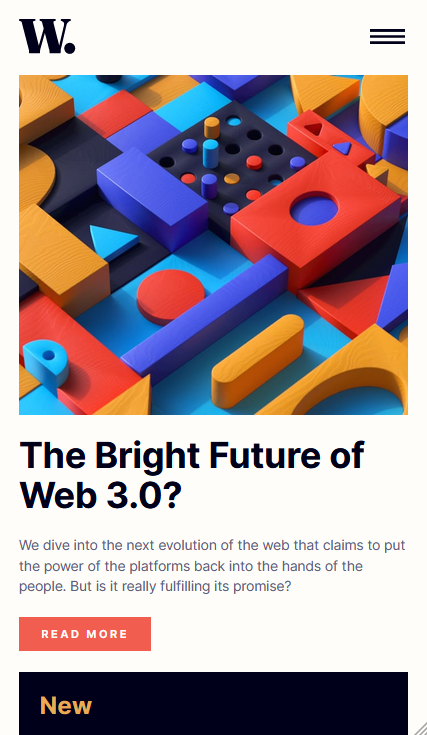 W.
The Bright Future of
Web 3.0?
We dive into the next evolution of the web that claims to put
the power of the platforms back into the hands of the
people. But is it really fulfilling its promise?
READ MORE
New